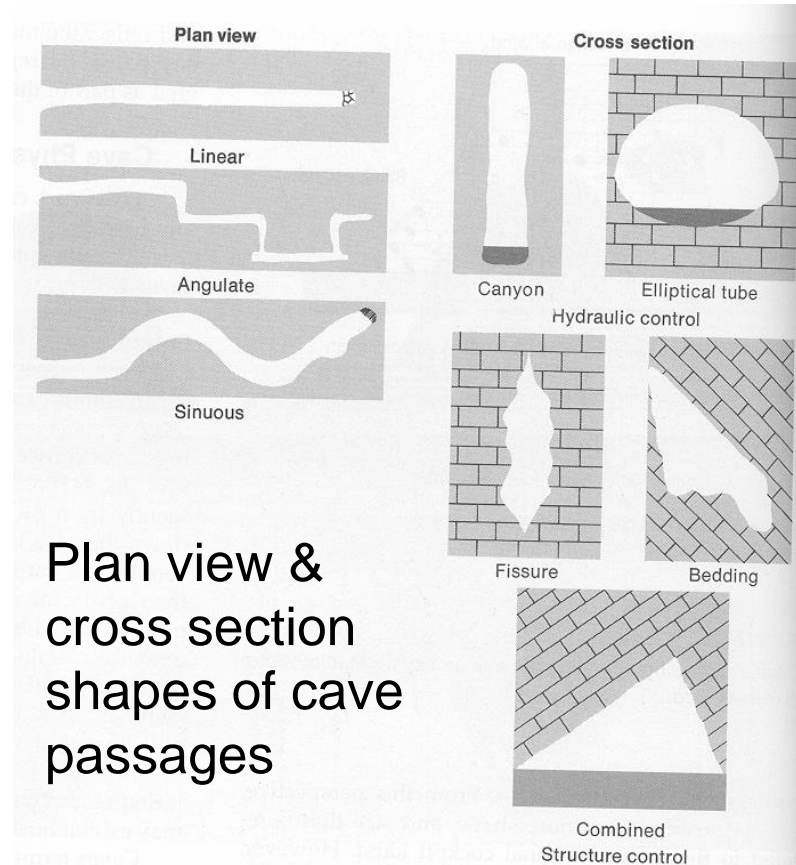 Plan view
Linear
Angulate
Sinuous
Cross section
Canyon
Elliptical tube
Hydraulic control
Fissure
Bedding
Combined
Structure control
Plan view &
cross section
shapes of cave
passages